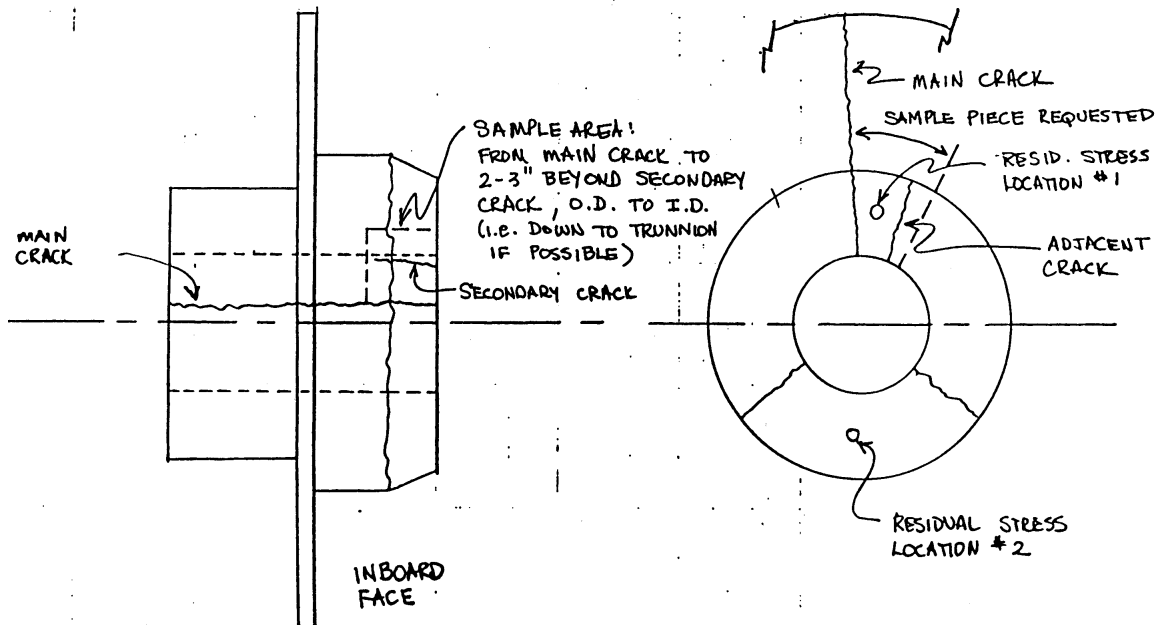 MAIN CRACK
SAMPLE PIECE REQUESTED
SAMPLE AREA:
FROM MAIN CRACK TO
2-3" BEYOND SECONDARY
CRACK, O.D. TO I.D.
(i.e. DOWN TO TRUNNION
IF POSSIBLE)
RESID. STRESS
LOCATION #1
MAIN
CRACK
ADJACENT
CRACK
SECONDARY CRACK
RESIDUAL STRESS
LOCATION #2
INBOARD
FACE